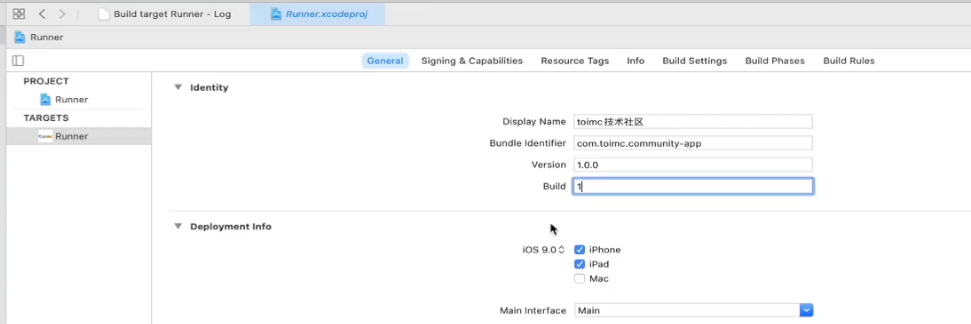 Build target Runner - Log
Runner.xcodeproj
Runner
General Signing & Capabilities Resource Tags Info Build Settings Build Phases Build Rules
PROJECT
Runner
TARGETS
Runner
Identity
Display Name toimc技术社区
Bundle Identifier com.toimc.community-app
Version 1.0.0
Build 1
Deployment Info
iOS 9.0 iPhone
iPad
Mac
Main Interface Main